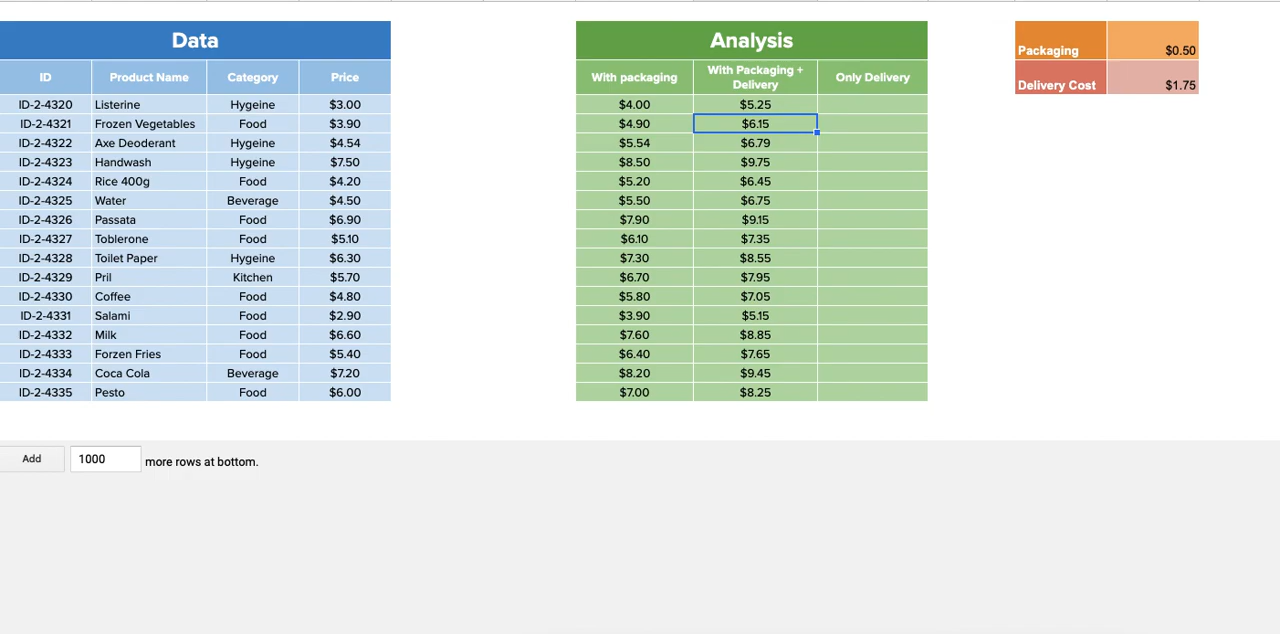 Data Analysis
Packaging $0.50
ID Product Name Category Price With packaging With Packaging + Delivery Only Delivery
Delivery Cost $1.75
ID-2-4320 Listerine Hygeine $3.00 $4.00 $5.25
ID-2-4321 Frozen Vegetables Food $3.90 $4.90 $6.15
ID-2-4322 Axe Deodorant Hygeine $4.54 $5.54 $6.79
ID-2-4323 Handwash Hygeine $7.50 $8.50 $9.75
ID-2-4324 Rice 400g Food $4.20 $5.20 $6.45
ID-2-4325 Water Beverage $4.50 $5.50 $6.75
ID-2-4326 Passata Food $6.90 $7.90 $9.15
ID-2-4327 Toblerone Food $5.10 $6.10 $7.35
ID-2-4328 Toilet Paper Hygeine $6.30 $7.30 $8.55
ID-2-4329 Pril Kitchen $5.70 $6.70 $7.95
ID-2-4330 Coffee Food $4.80 $5.80 $7.05
ID-2-4331 Salami Food $2.90 $3.90 $5.15
ID-2-4332 Milk Food $6.60 $7.60 $8.85
ID-2-4333 Forzen Fries Food $5.40 $6.40 $7.65
ID-2-4334 Coca Cola Beverage $7.20 $8.20 $9.45
ID-2-4335 Pesto Food $6.00 $7.00 $8.25
Add 1000 more rows at bottom.